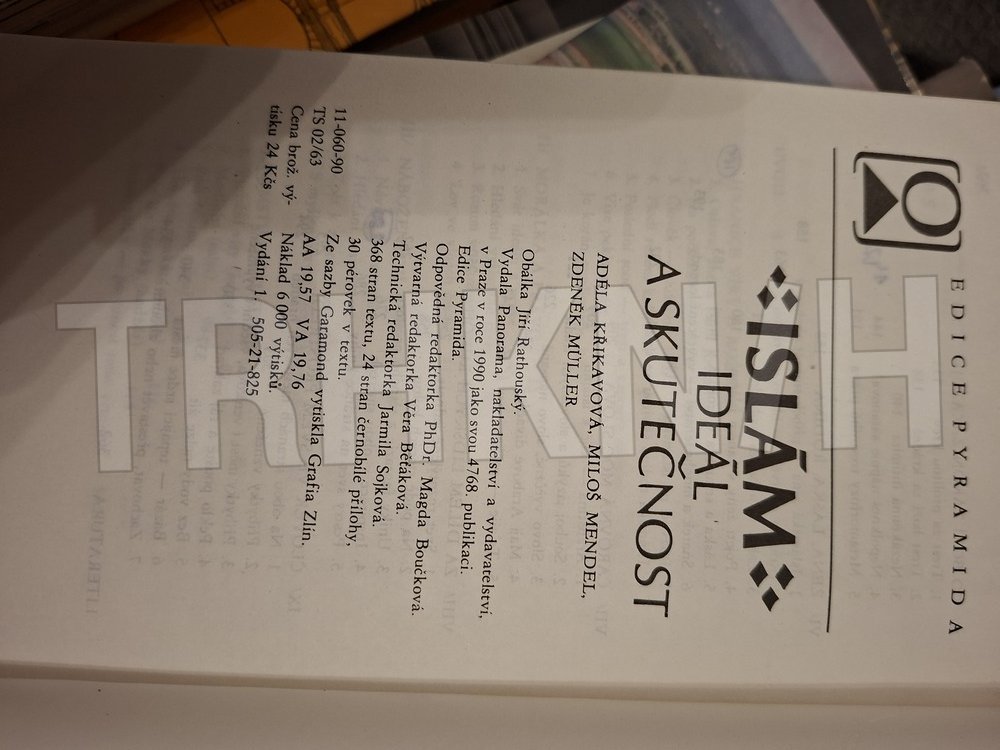 EDICE PYRAMIDA
ISLÁM
IDEÁL
A SKUTEČNOST
ADÉLA KŘIKAVOVÁ, MILOŠ MENDEL,
ZDENĚK MÜLLER
Obálka Jiří Rathouský.
Vydala Panorama, nakladatelství a vydavatelství,
v Praze v roce 1990 jako svou 4768. publikaci.
Edice Pyramida.
Odpovědná redaktorka PhDr. Magda Boučková.
Výtvarná redaktorka Věra Běťáková.
Technická redaktorka Jarmila Sojková.
368 stran textu, 24 stran černobílé přílohy,
30 pérovek v textu.
Ze sazby Garamond vytiskla Grafia Zlín.
AA 19,57 VA 19,76
Náklad 6 000 výtisků.
Vydání 1. 505-21-825
11-060-90
TS 02/63
Cena brož. vý-
tisku 24 Kčs
TRHKNIH